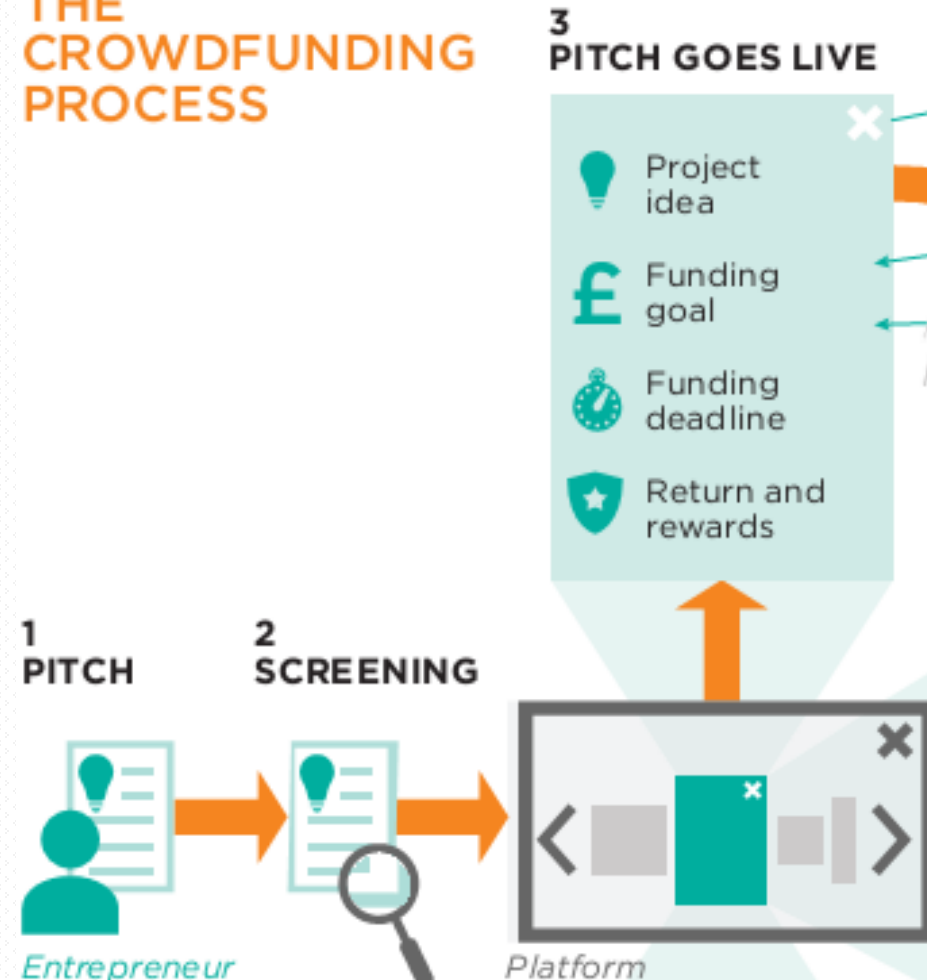 THE
CROWDFUNDING
PROCESS
3
PITCH GOES LIVE
Project
idea
£
Funding
goal
Funding
deadline
Return and
rewards
1
PITCH
2
SCREENING
Entrepreneur
Platform